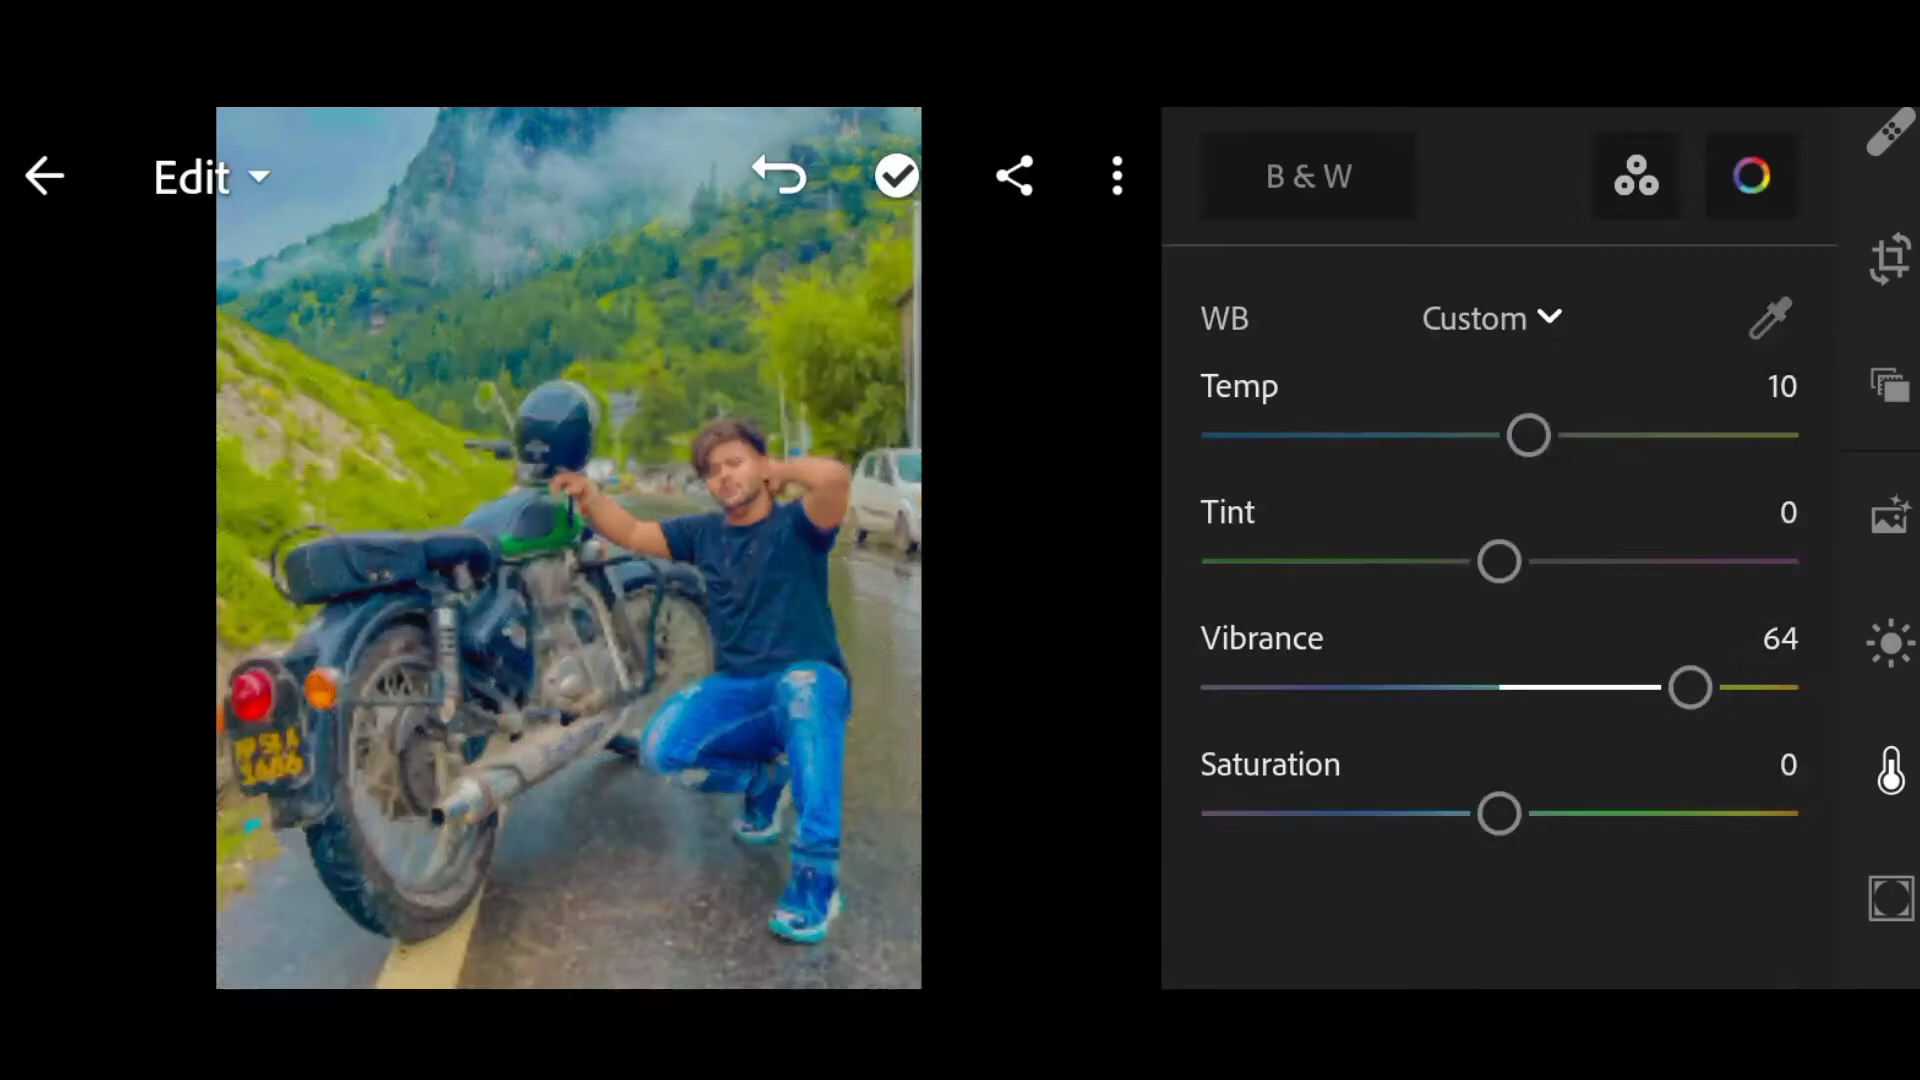 Edit
B & W
WB Custom
Temp 10
Tint 0
Vibrance 64
Saturation 0